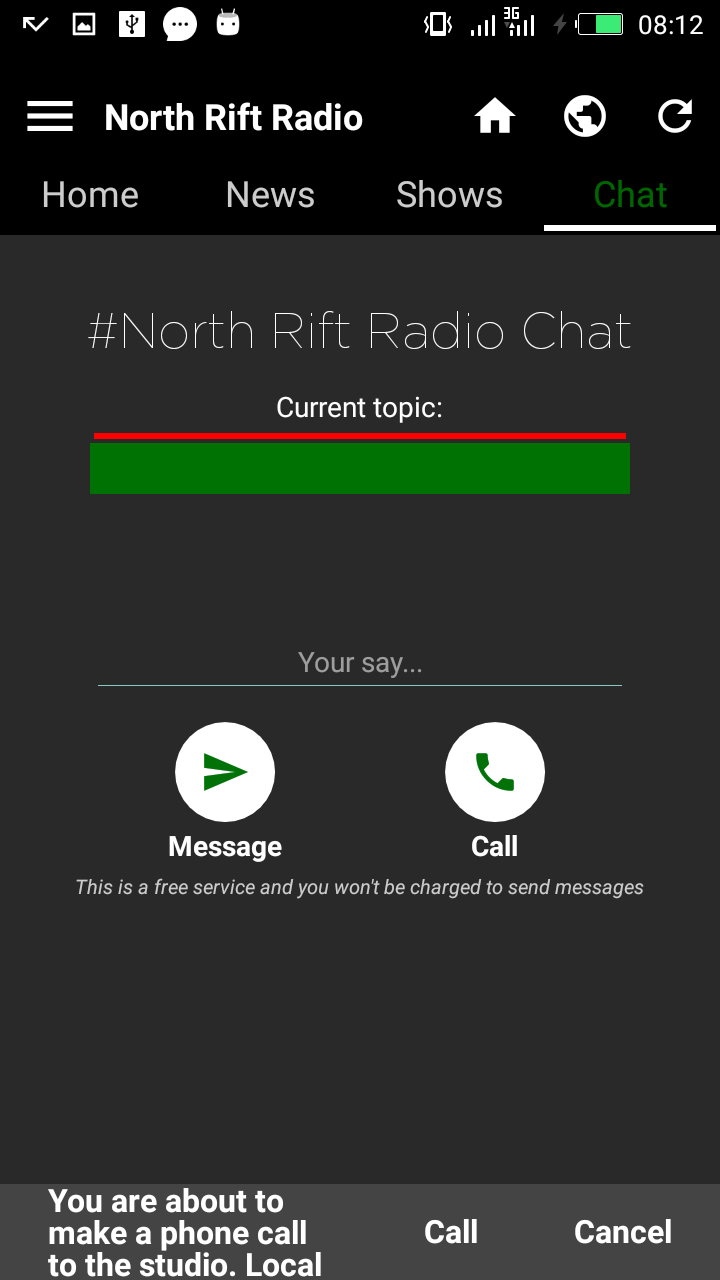 3G
08:12
North Rift Radio
Home News Shows Chat
#North Rift Radio Chat
Current topic:
Your say...
Message Call
This is a free service and you won't be charged to send messages
You are about to
make a phone call
to the studio. Local
Call Cancel